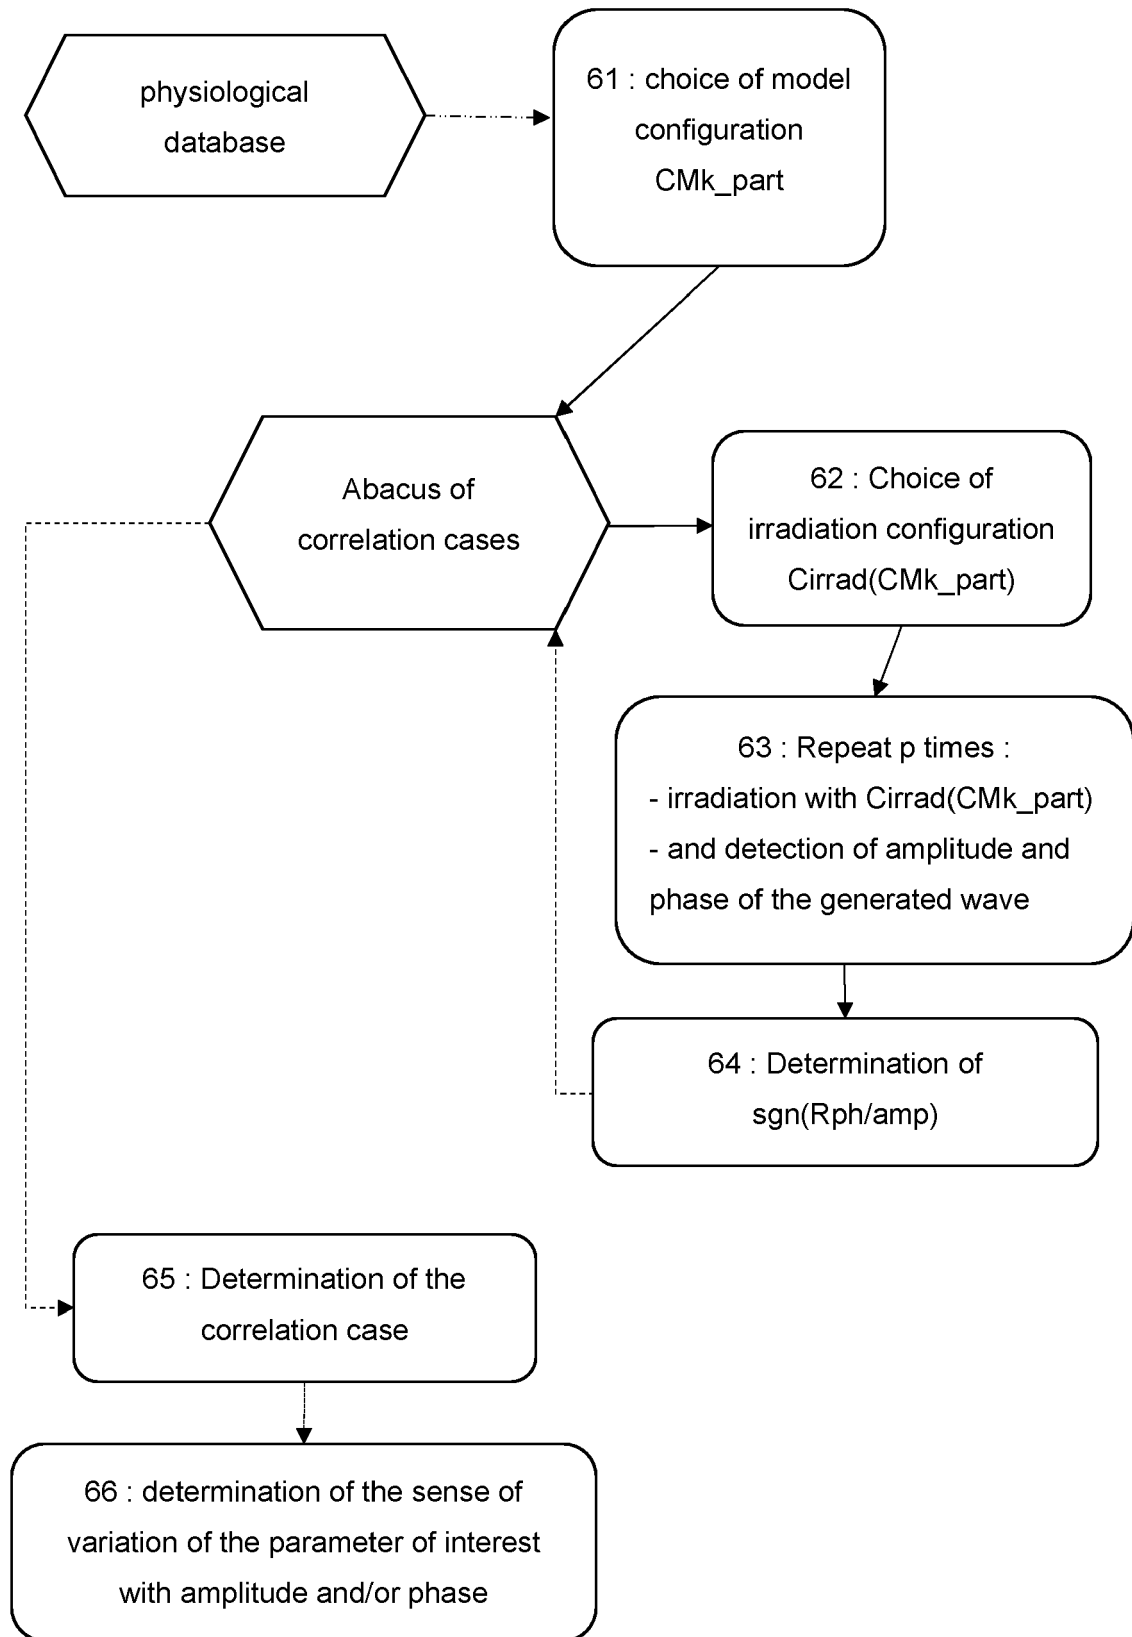 physiological
database
61 : choice of model
configuration
CMk_part
Abacus of
correlation cases
62 : Choice of
irradiation configuration
Cirrad(CMk_part)
63 : Repeat p times :
- irradiation with Cirrad(CMk_part)
- and detection of amplitude and
phase of the generated wave
64 : Determination of
sgn(Rph/amp)
65 : Determination of the
correlation case
66 : determination of the sense of
variation of the parameter of interest
with amplitude and/or phase